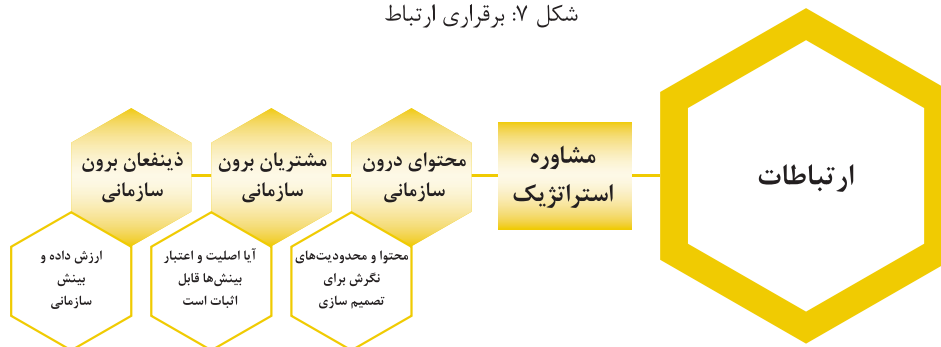 شکل ۷: برقراری ارتباط
ارتباطات
مشاوره
استراتژیک
محتوای درون
سازمانی
محتوا و محدودیت‌های
نگرش برای
تصمیم سازی
مشتریان برون
سازمانی
آیا اصلیت و اعتبار
بینش‌ها قابل
اثبات است
ذینفعان برون
سازمانی
ارزش داده و
بینش
سازمانی